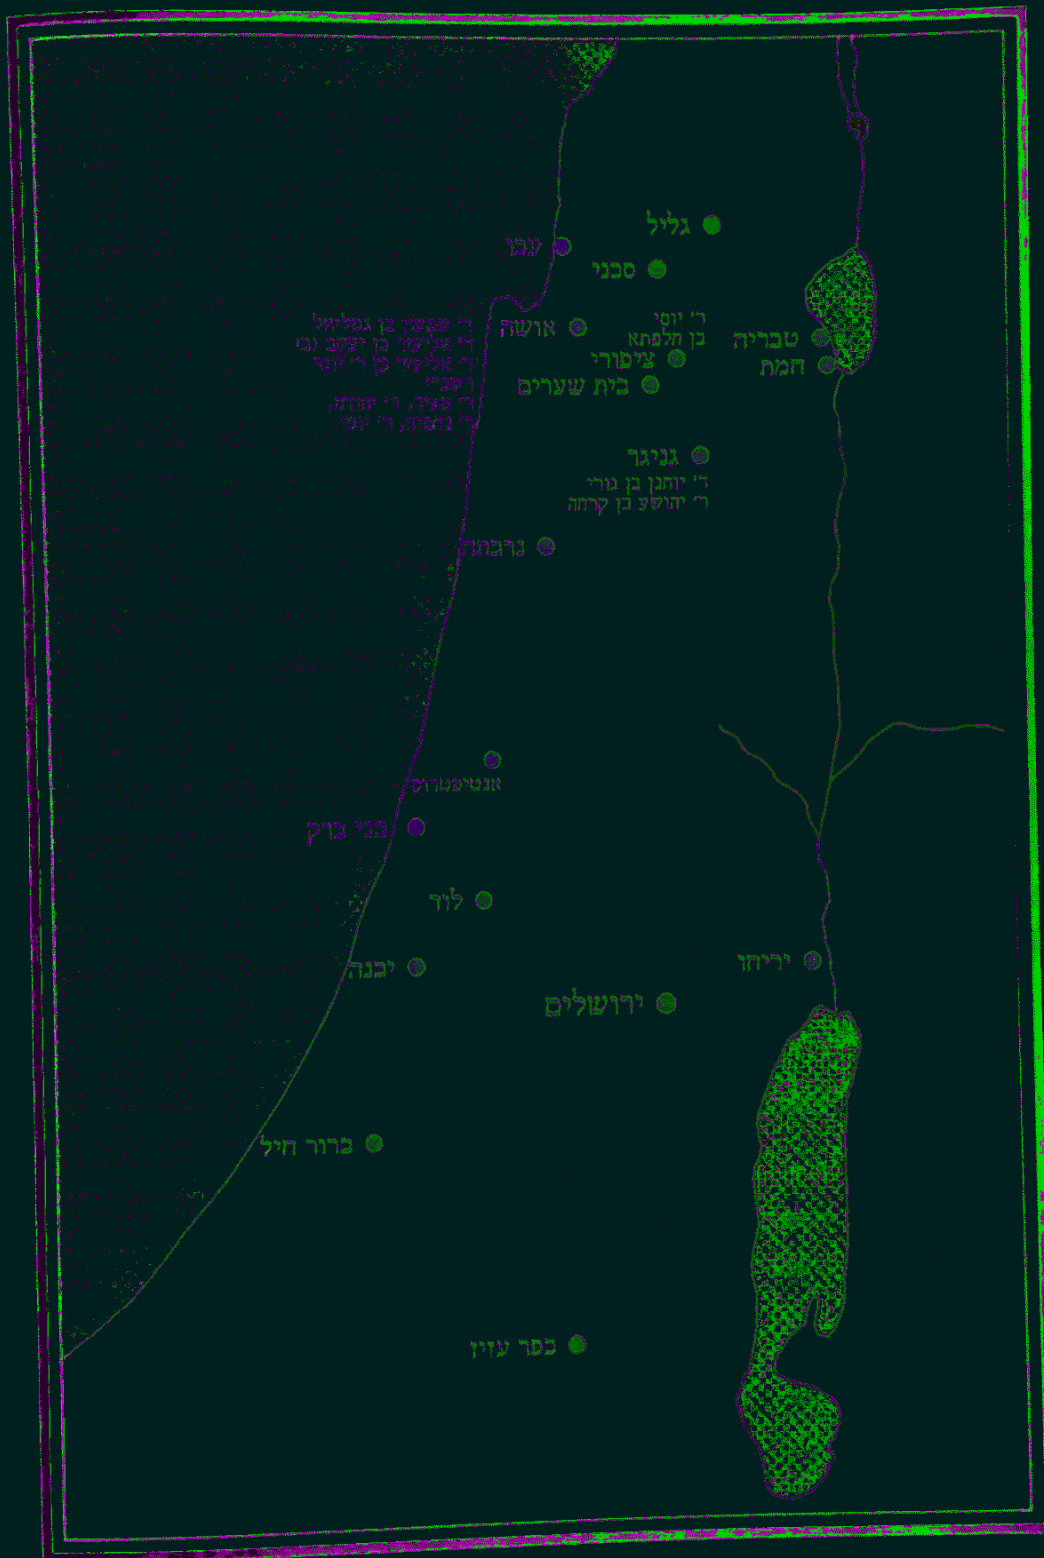 גליל
עכו
סכני
ר' שמעון בן גמליאל
ר' אליעזר בן יעקב
ר' אליעזר בן ר' יוסי
ר' מאיר, ר' יהודה,
ר' נחמיה, ר' יוסי
אושה
ר' יוסי
בן חלפתא
טבריה
ציפורי
חמת
בית שערים
גניגר
ר' יוחנן בן נורי
ר' יהושע בן קרחה
נרבתה
אנטיפטרוס
בני ברק
לוד
יבנה
יריחו
ירושלים
ברור חיל
כפר עזיז